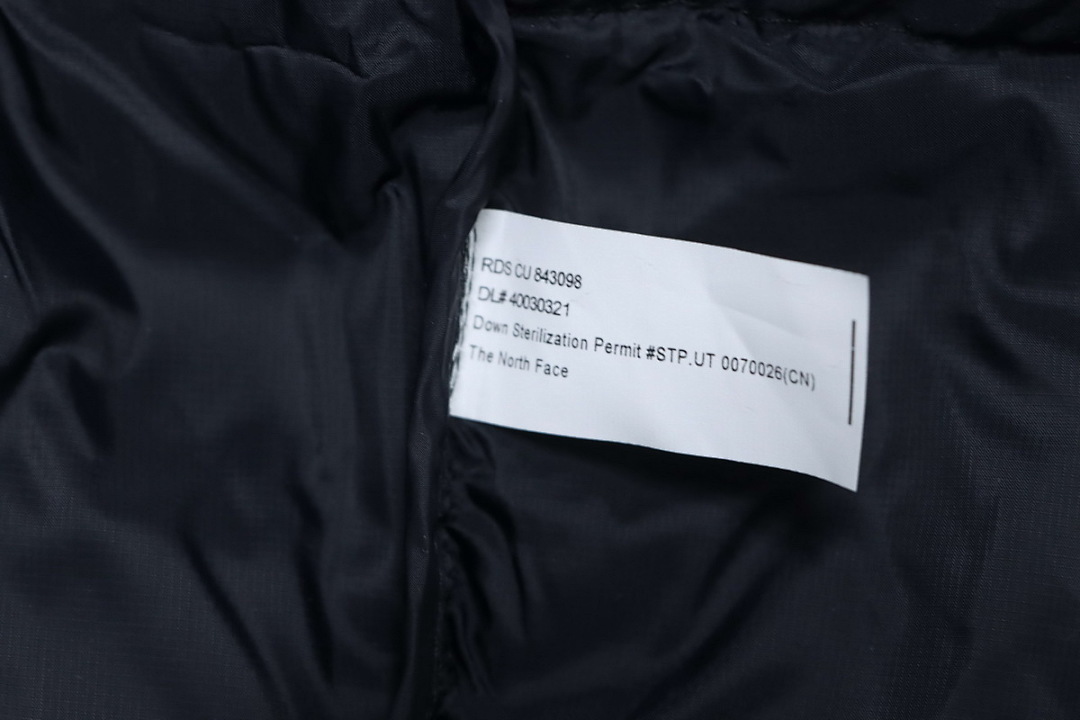 RDS CU 843098
DL# 40030321
Down Sterilization Permit #STP.UT 0070026(CN)
The North Face